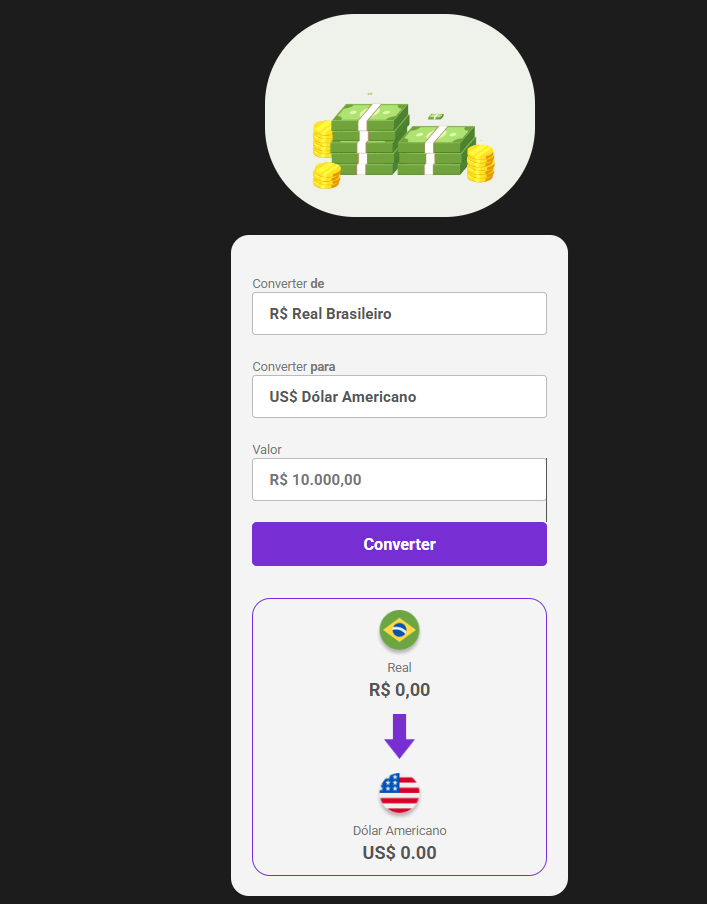 Converter de
R$ Real Brasileiro
Converter para
US$ Dólar Americano
Valor
R$ 10.000,00
Converter
Real
R$ 0,00
Dólar Americano
US$ 0.00